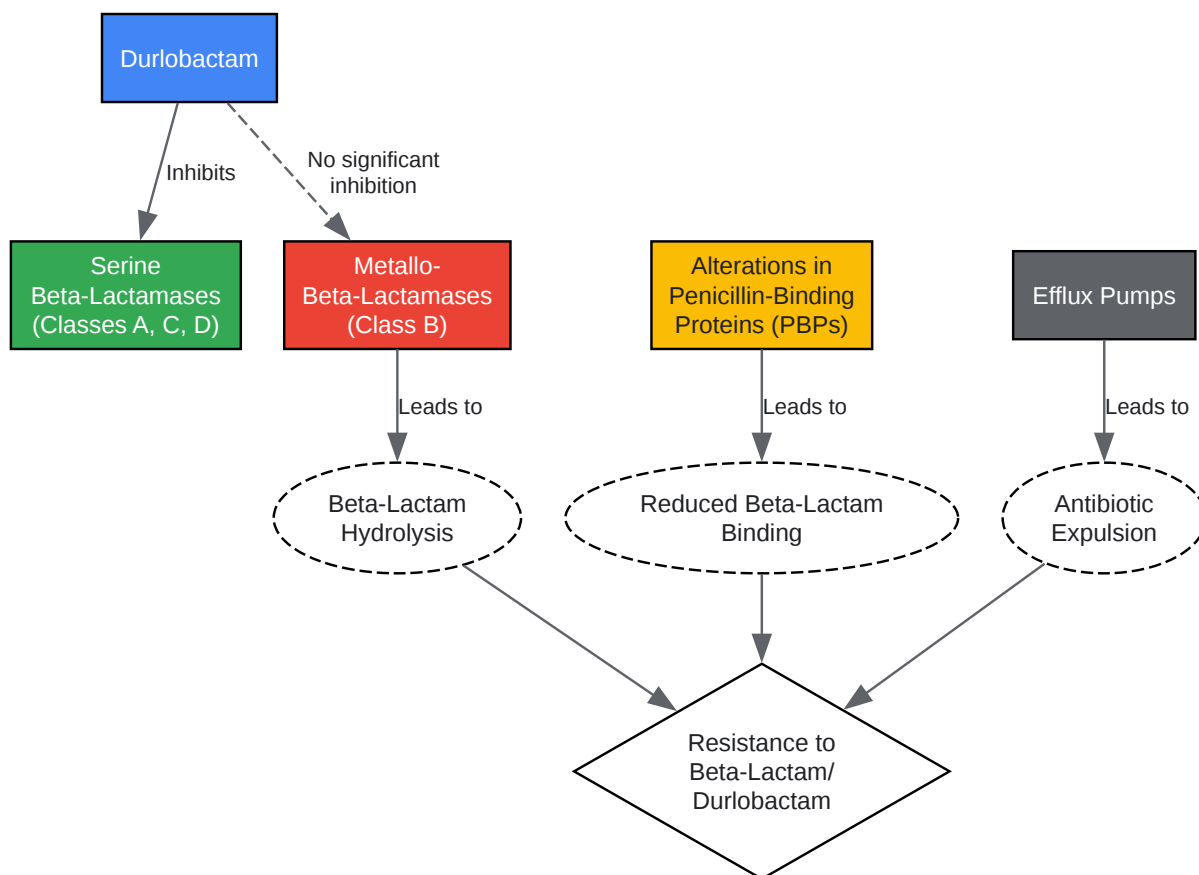 Durlobactam
Inhibits
No significant
inhibition
Serine
Beta-Lactamases
(Classes A, C, D)
Metallo-
Beta-Lactamases
(Class B)
Alterations in
Penicillin-Binding
Proteins (PBPs)
Efflux Pumps
Leads to
Leads to
Leads to
Beta-Lactam
Hydrolysis
Reduced Beta-Lactam
Binding
Antibiotic
Expulsion
Resistance to
Beta-Lactam/
Durlobactam